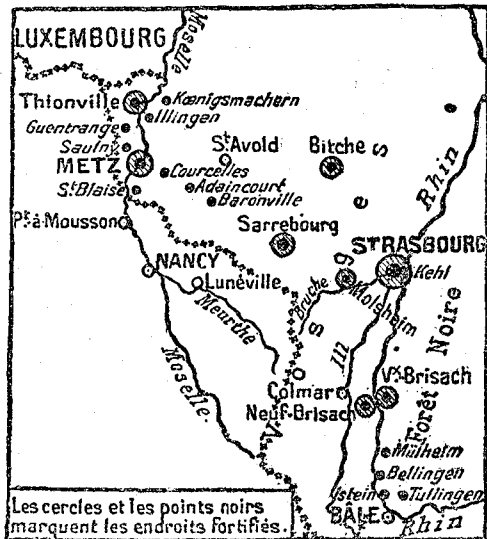 LUXEMBOURG
Moselle
Thionville
Kœnigsmachern
Illingen
Guentrange
Saulny
METZ
St Avold
Bitche
Courcelles
Adaincourt
Baronville
St Blaise
Pt à Mousson
Sarrebourg
Rhin
STRASBOURG
Kehl
NANCY
Lunéville
Meurthe
Bruche
Molsheim
Moselle.
Vosges
Ill
Forêt Noire
Colmar
Neuf-Brisach
Vx Brisach
Mülheim
Bellingen
Istein
Tullingen
BÂLE
Rhin
Les cercles et les points noirs
marquent les endroits fortifiés.